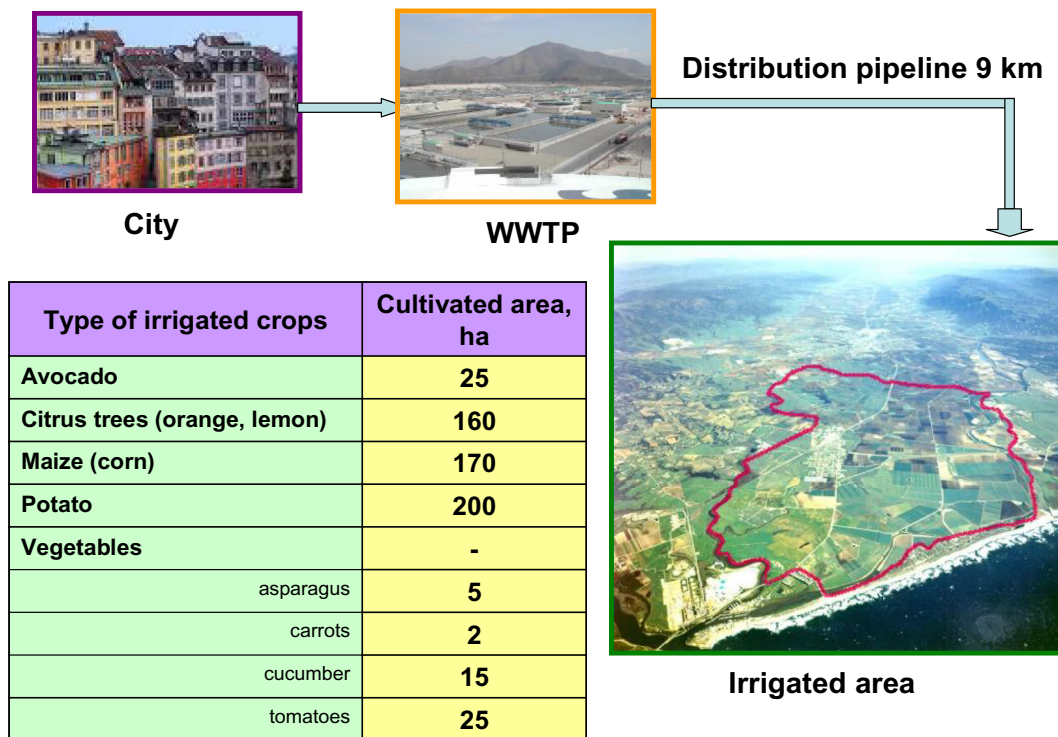 Distribution pipeline 9 km
City
WWTP
Type of irrigated crops
Cultivated area,
ha
Avocado
25
Citrus trees (orange, lemon)
160
Maize (corn)
170
Potato
200
Vegetables
-
asparagus
5
carrots
2
cucumber
15
tomatoes
25
Irrigated area